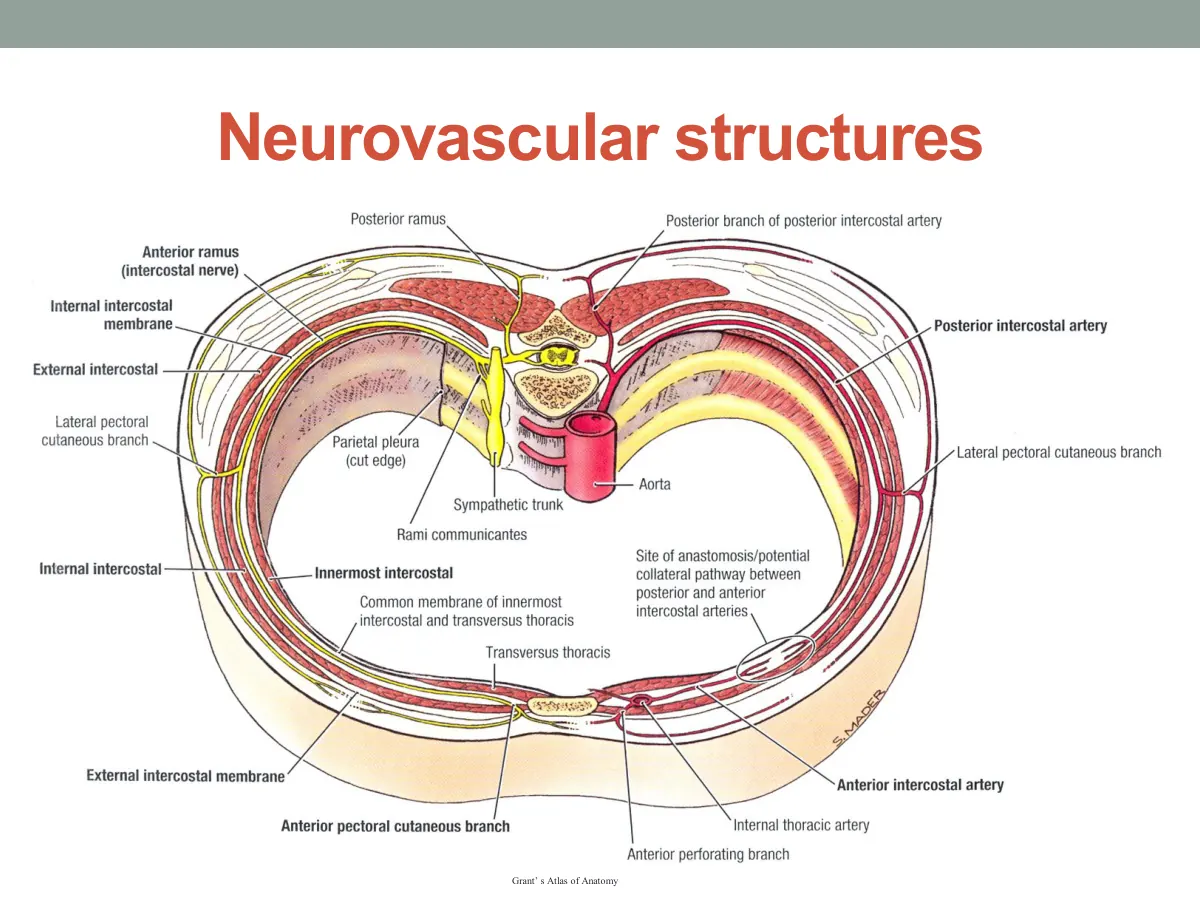 Neurovascular structures
Posterior ramus
Posterior branch of posterior intercostal artery
Anterior ramus
(intercostal nerve)
Internal intercostal
membrane
Posterior intercostal artery
External intercostal
Lateral pectoral
cutaneous branch
Parietal pleura
(cut edge)
Lateral pectoral cutaneous branch
Aorta
Sympathetic trunk
Rami communicantes
Site of anastomosis/potential
collateral pathway between
posterior and anterior
intercostal arteries
Internal intercostal
Innermost intercostal
Common membrane of innermost
intercostal and transversus thoracis
Transversus thoracis
S. MADER
External intercostal membrane
Anterior intercostal artery
Anterior pectoral cutaneous branch
Internal thoracic artery
Anterior perforating branch
Grant’ s Atlas of Anatomy